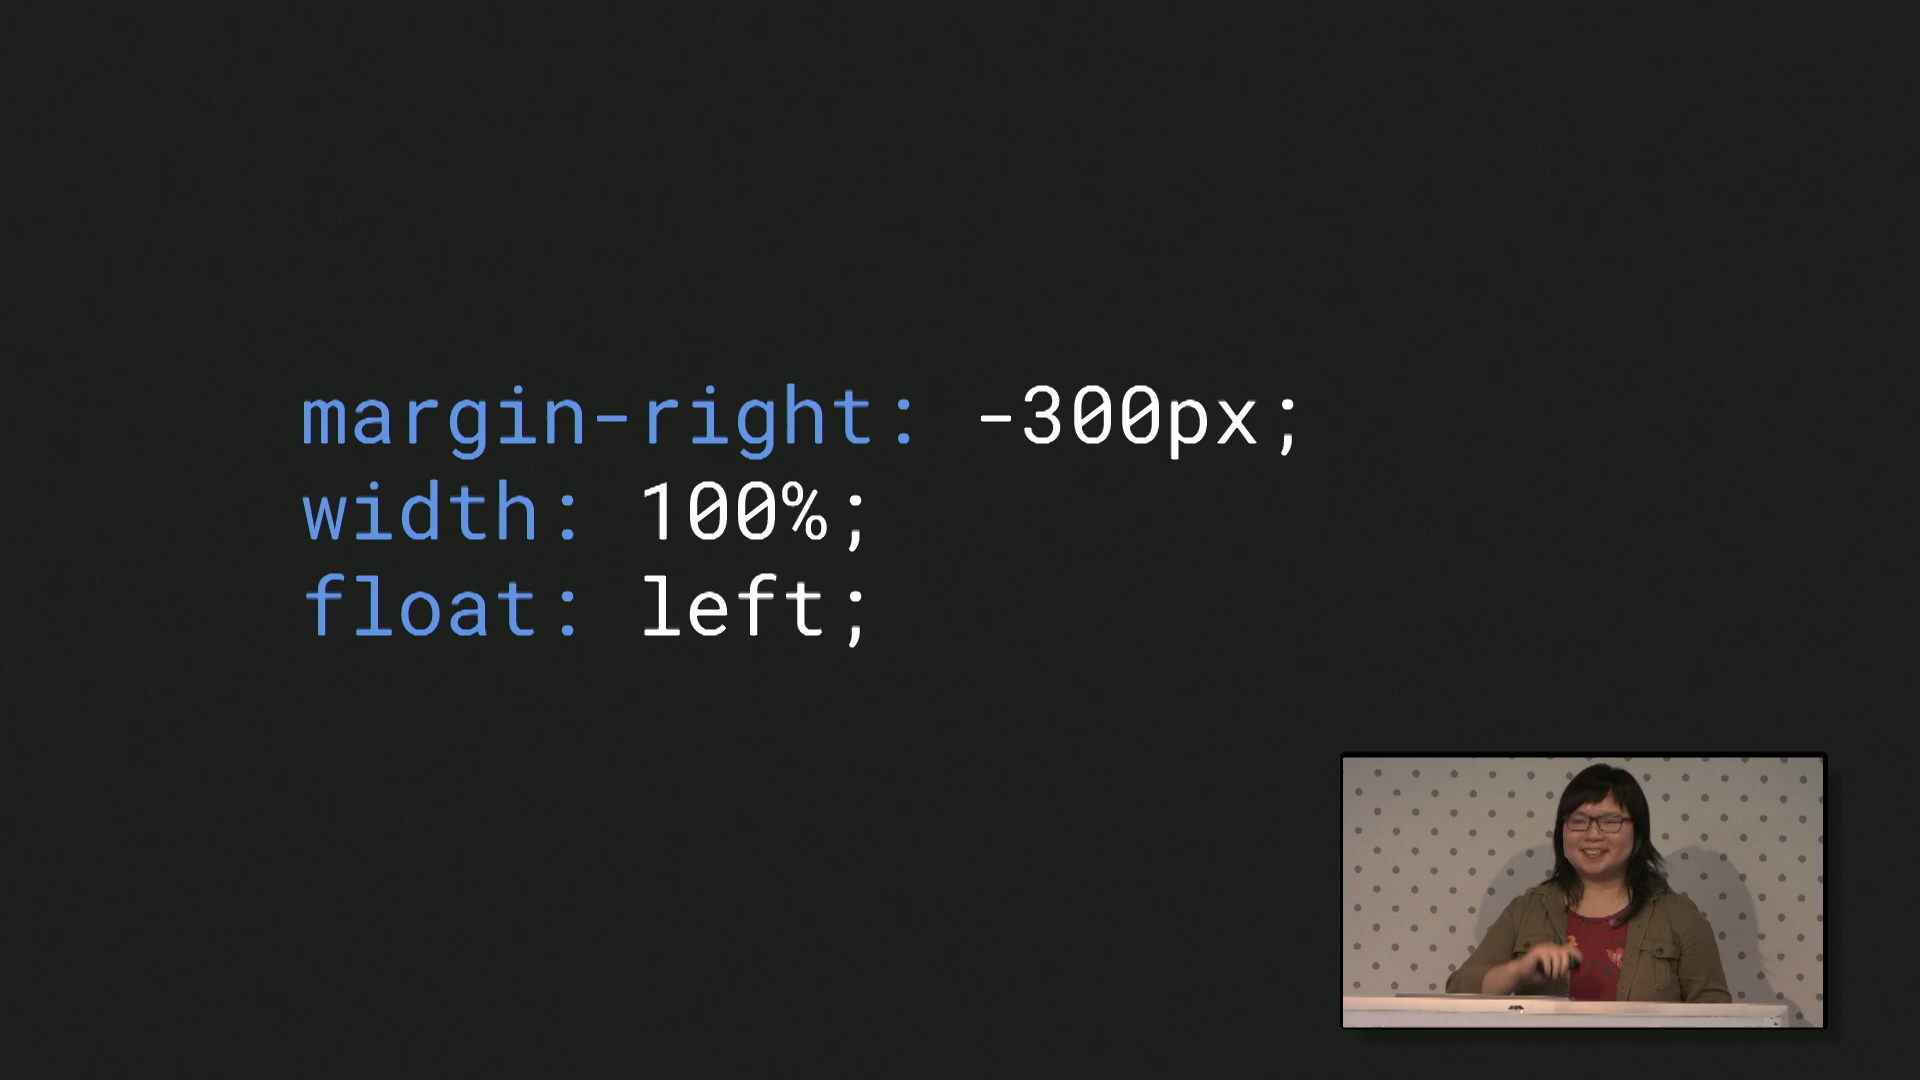 margin-right: -300px;
width: 100%;
float: left;